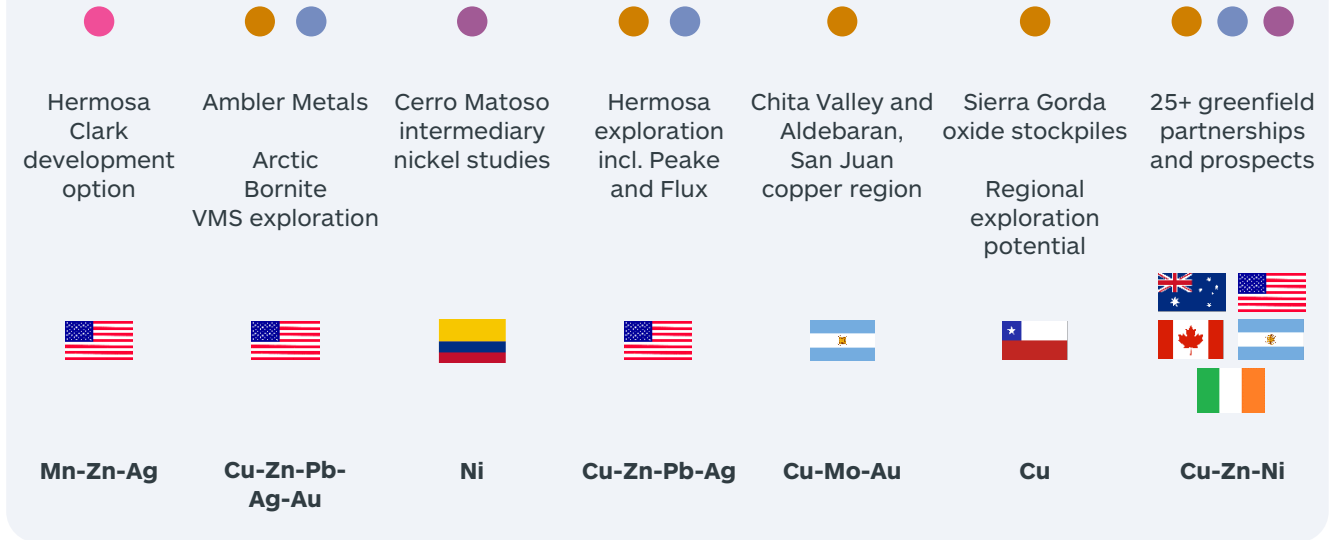 Hermosa
Clark
development
option
Ambler Metals
Arctic
Bornite
VMS exploration
Cerro Matoso
intermediary
nickel studies
Hermosa
exploration
incl. Peake
and Flux
Chita Valley and
Aldebaran,
San Juan
copper region
Sierra Gorda
oxide stockpiles
Regional
exploration
potential
25+ greenfield
partnerships
and prospects
Mn-Zn-Ag
Cu-Zn-Pb-
Ag-Au
Ni
Cu-Zn-Pb-Ag
Cu-Mo-Au
Cu
Cu-Zn-Ni